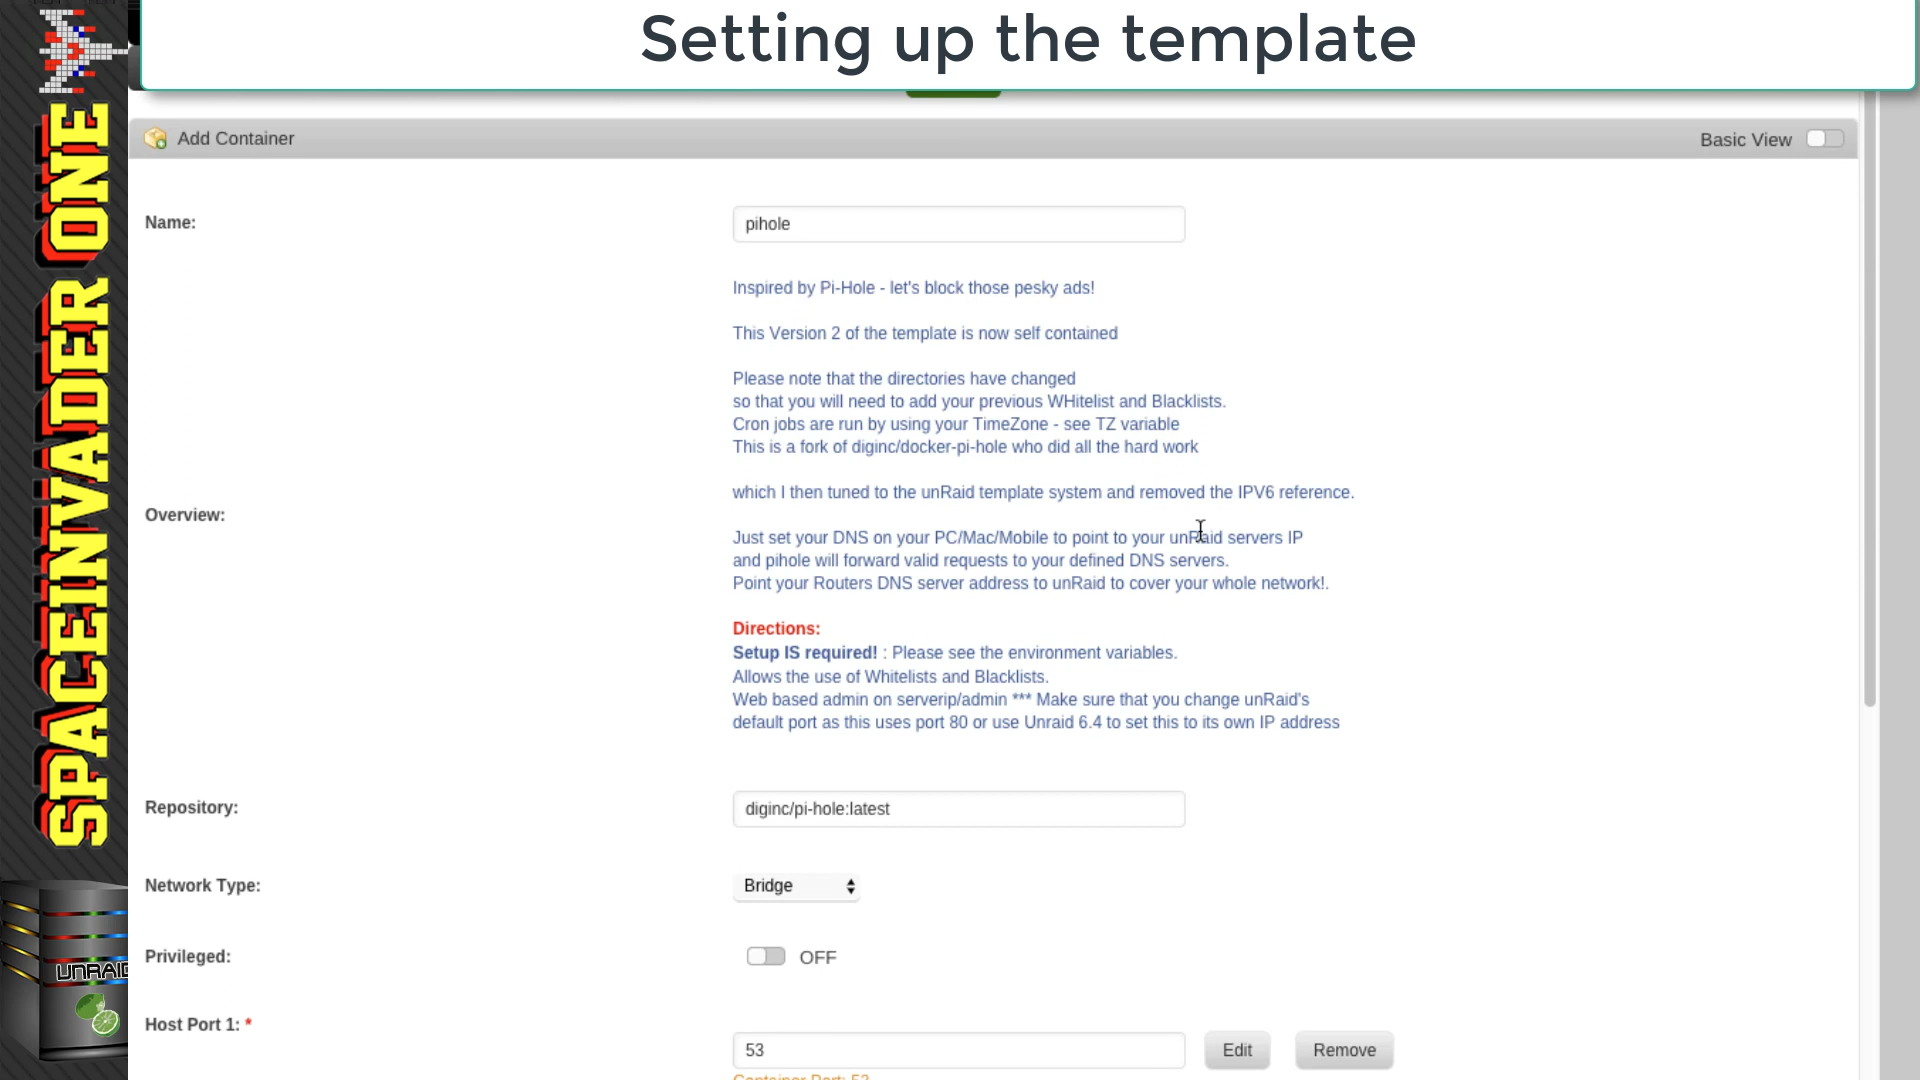 Setting up the template
SPACEINVADER ONE
Add Container
Basic View
Name:
pihole
Inspired by Pi-Hole - let's block those pesky ads!
This Version 2 of the template is now self contained
Please note that the directories have changed
so that you will need to add your previous WHitelist and Blacklists.
Cron jobs are run by using your TimeZone - see TZ variable
This is a fork of diginc/docker-pi-hole who did all the hard work
which I then tuned to the unRaid template system and removed the IPV6 reference.
Overview:
Just set your DNS on your PC/Mac/Mobile to point to your unRaid servers IP
and pihole will forward valid requests to your defined DNS servers.
Point your Routers DNS server address to unRaid to cover your whole network!.
Directions:
Setup IS required! : Please see the environment variables.
Allows the use of Whitelists and Blacklists.
Web based admin on serverip/admin *** Make sure that you change unRaid's
default port as this uses port 80 or use Unraid 6.4 to set this to its own IP address
Repository:
diginc/pi-hole:latest
Network Type:
Bridge
Privileged:
OFF
UNRAID
Host Port 1: *
53
Edit
Remove
Container Port: 53